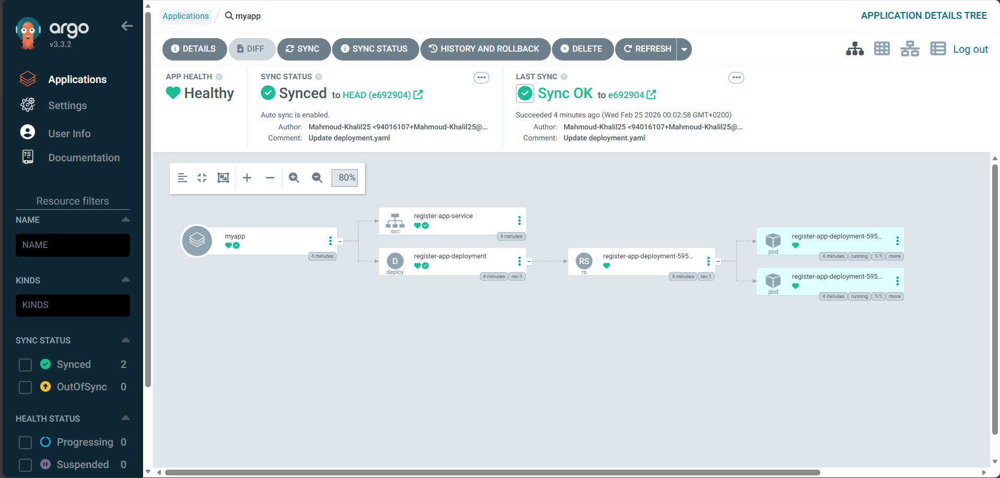 argo
v3.3.2
Applications
Settings
User Info
Documentation
Resource filters
NAME
NAME
KINDS
KINDS
SYNC STATUS
Synced 2
OutOfSync 0
HEALTH STATUS
Progressing 0
Suspended 0
Applications / myapp
APPLICATION DETAILS TREE
DETAILS DIFF SYNC SYNC STATUS HISTORY AND ROLLBACK DELETE REFRESH
Log out
APP HEALTH
Healthy
SYNC STATUS
Synced to HEAD (e692904)
Auto sync is enabled.
Author: Mahmoud-Khalil25 <94016107+Mahmoud-Khalil25@...
Comment: Update deployment.yaml
LAST SYNC
Sync OK to e692904
Succeeded 4 minutes ago (Wed Feb 25 2026 00:02:58 GMT+0200)
Author: Mahmoud-Khalil25 <94016107+Mahmoud-Khalil25@...
Comment: Update deployment.yaml
80%
myapp
4 minutes
svc
register-app-service
4 minutes
D
deploy
register-app-deployment
4 minutes rev:1
RS
rs
register-app-deployment-595...
4 minutes rev:1
pod
register-app-deployment-595...
4 minutes running 1/1 more
pod
register-app-deployment-595...
4 minutes running 1/1 more